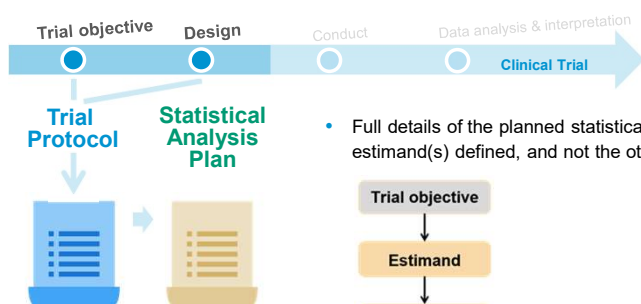 Trial objective
Design
Conduct
Data analysis & interpretation
Clinical Trial
Trial
Protocol
Statistical
Analysis
Plan
• Full details of the planned statistica
estimand(s) defined, and not the ot
Trial objective
Estimand